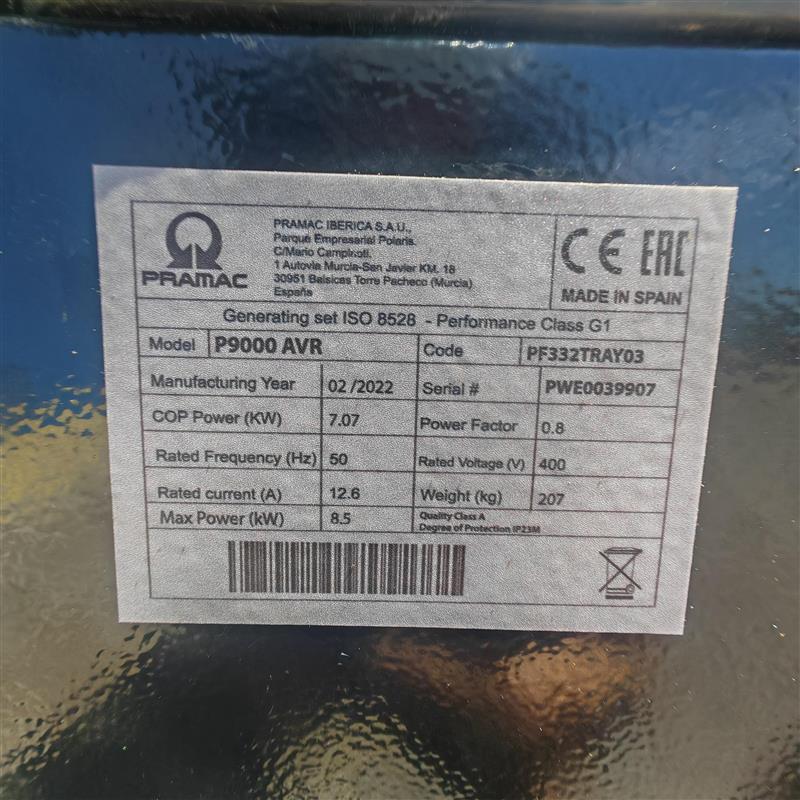 PRAMAC
PRAMAC IBERICA S.A.U.,
Parque Empresarial Polaris.
C/Mario Campinoti.
1 Autovia Murcia-San Javier KM. 18
30951 Balsicas Torre Pacheco (Murcia)
España
CE EAC
MADE IN SPAIN
Generating set ISO 8528 - Performance Class G1
Model P9000 AVR Code PF332TRAY03
Manufacturing Year 02 /2022 Serial # PWE0039907
COP Power (KW) 7.07 Power Factor 0.8
Rated Frequency (Hz) 50 Rated Voltage (V) 400
Rated current (A) 12.6 Weight (kg) 207
Max Power (kW) 8.5 Quality Class A
Degree of Protection IP23M